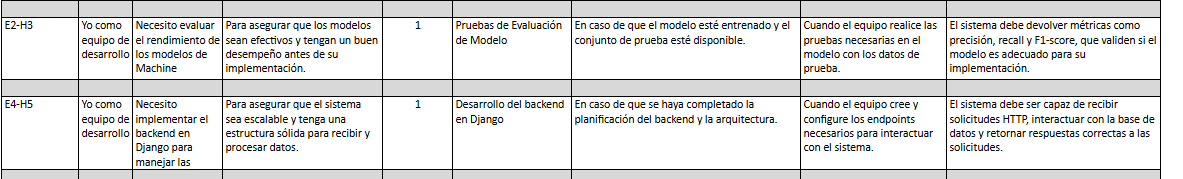 E2-H3
Yo como
equipo de
desarrollo
Necesito evaluar
el rendimiento de
los modelos de
Machine
Para asegurar que los modelos
sean efectivos y tengan un buen
desempeño antes de su
implementación.
1
Pruebas de Evaluación
de Modelo
En caso de que el modelo esté entrenado y el
conjunto de prueba esté disponible.
Cuando el equipo realice las
pruebas necesarias en el
modelo con los datos de
prueba.
El sistema debe devolver métricas como
precisión, recall y F1-score, que validen si el
modelo es adecuado para su
implementación.
E4-H5
Yo como
equipo de
desarrollo
Necesito
implementar el
backend en
Django para
manejar las
Para asegurar que el sistema
sea escalable y tenga una
estructura sólida para recibir y
procesar datos.
1
Desarrollo del backend
en Django
En caso de que se haya completado la
planificación del backend y la arquitectura.
Cuando el equipo cree y
configure los endpoints
necesarios para interactuar
con el sistema.
El sistema debe ser capaz de recibir
solicitudes HTTP, interactuar con la base de
datos y retornar respuestas correctas a las
solicitudes.